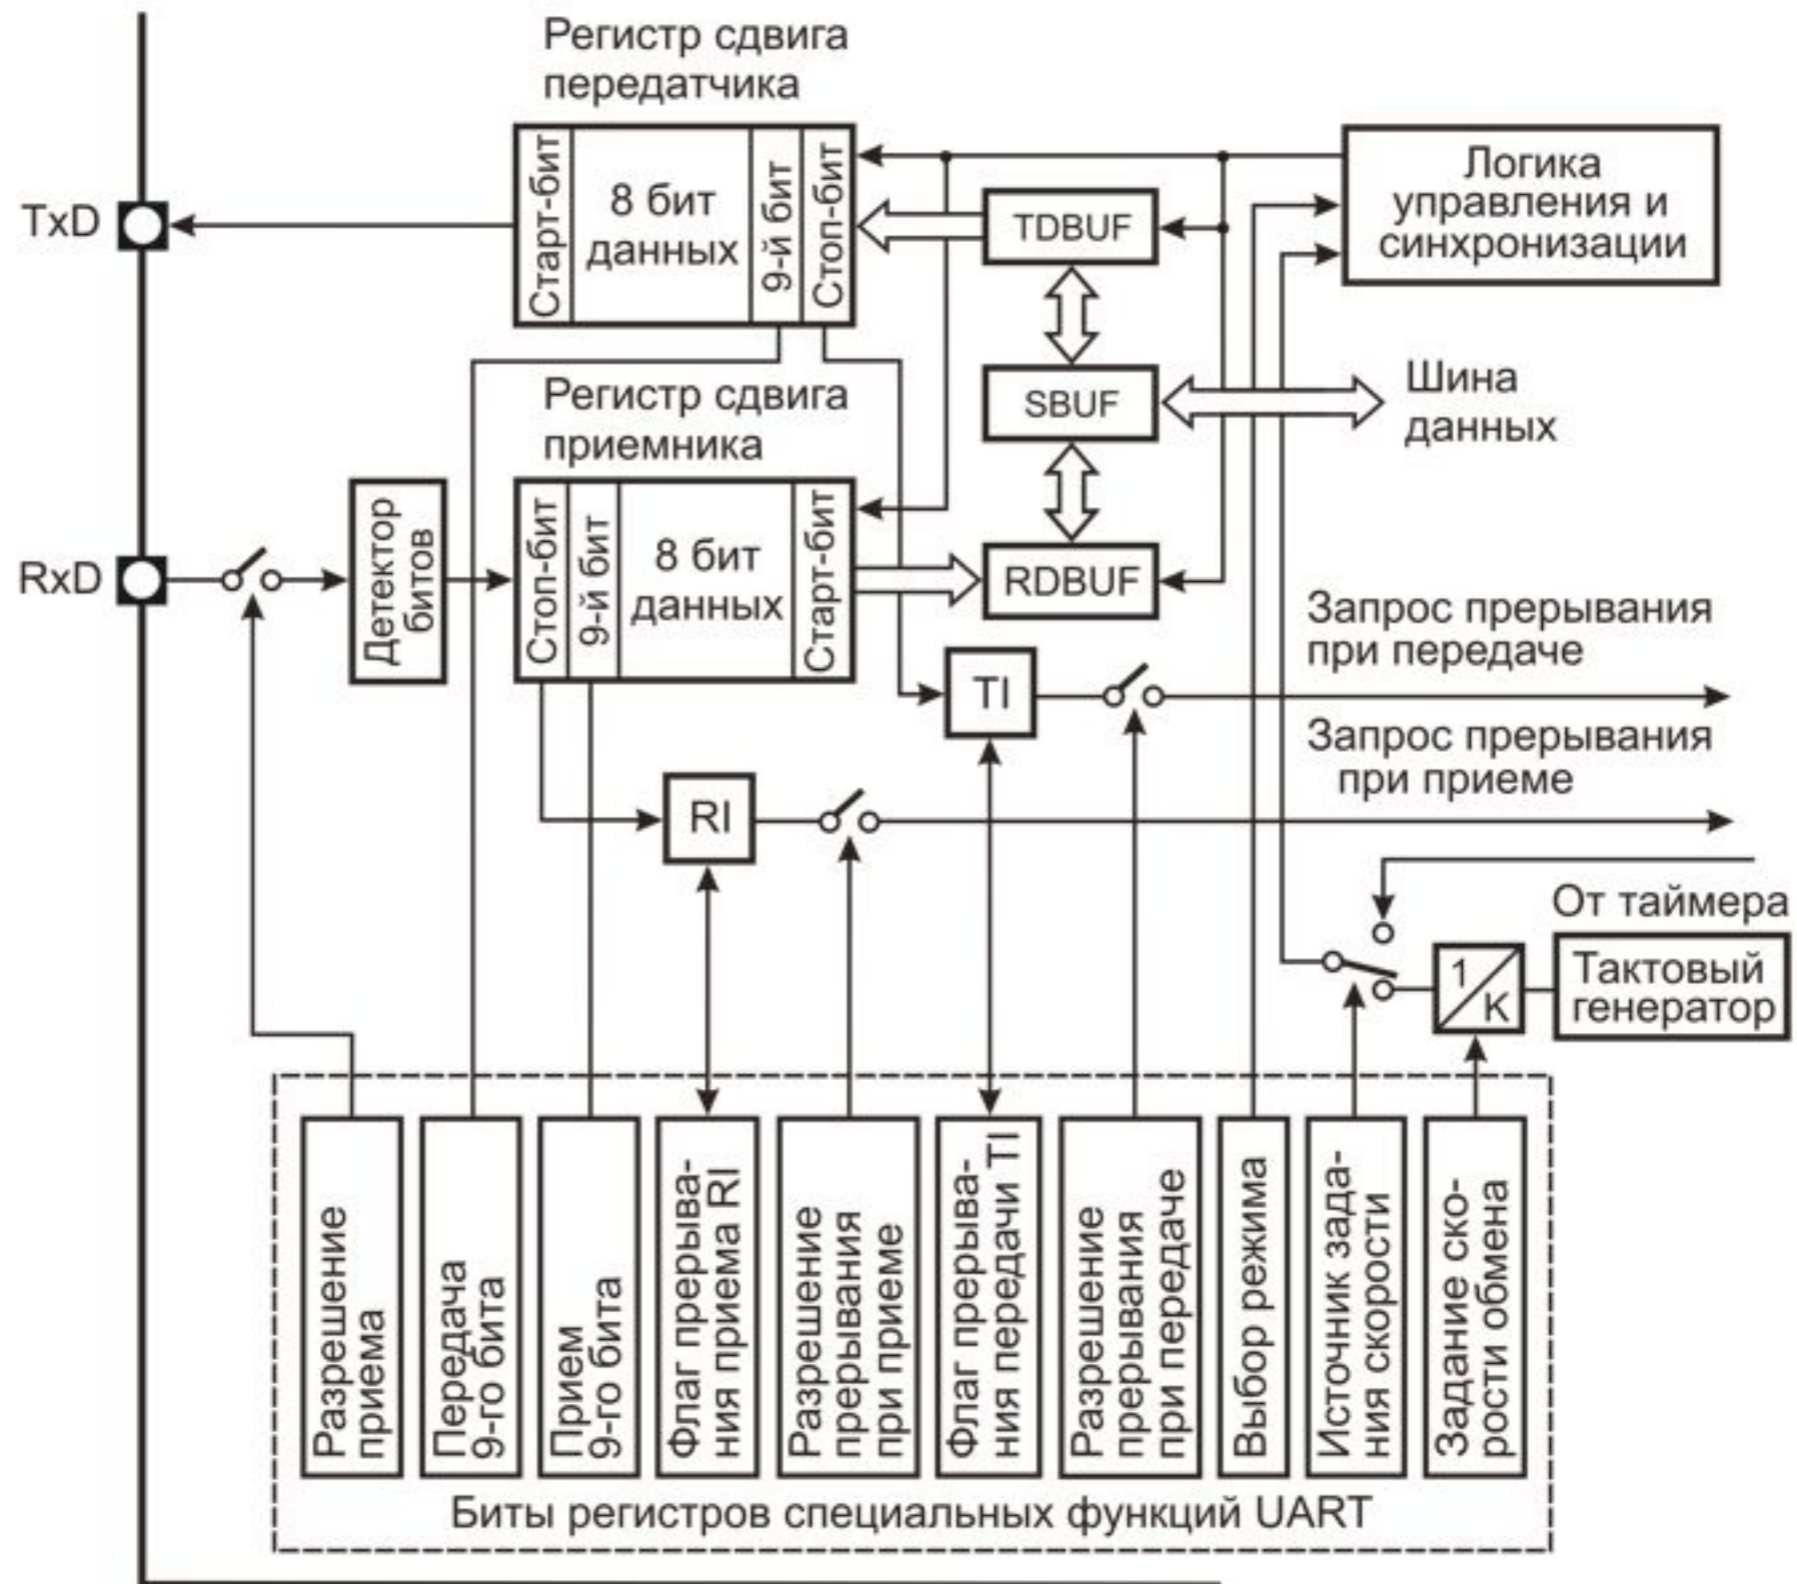 Регистр сдвига
передатчика
Старт-бит
8 бит
данных
9-й бит
Стоп-бит
TxD
TDBUF
Логика
управления и
синхронизации
SBUF
Шина
данных
Регистр сдвига
приемника
RxD
Детектор
битов
Стоп-бит
9-й бит
8 бит
данных
Старт-бит
RDBUF
Запрос прерывания
при передаче
TI
Запрос прерывания
при приеме
RI
От таймера
1
K
Тактовый
генератор
Разрешение
приема
Передача
9-го бита
Прием
9-го бита
Флаг прерыва-
ния приема RI
Разрешение
прерывания
при приеме
Флаг прерыва-
ния передачи TI
Разрешение
прерывания
при передаче
Выбор режима
Источник зада-
ния скорости
Задание ско-
рости обмена
Биты регистров специальных функций UART